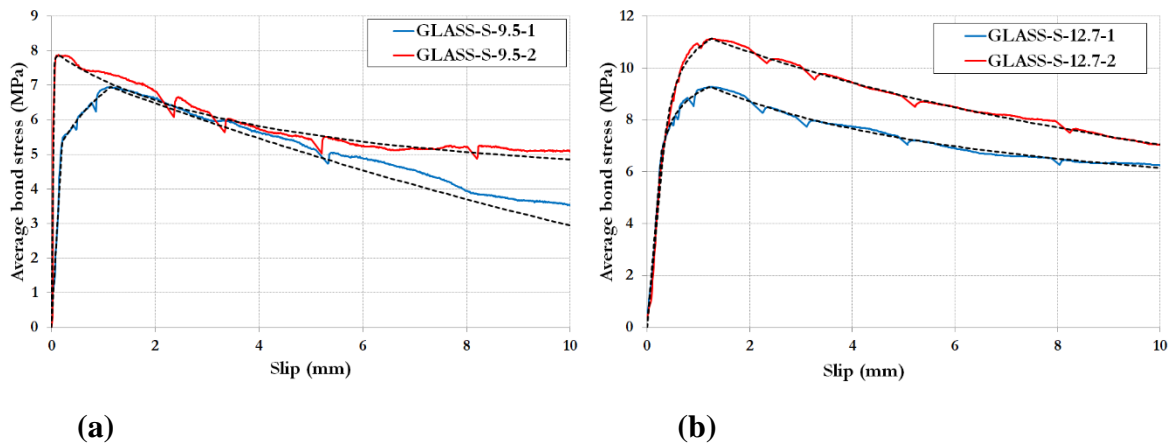 9
8
7
6
5
4
3
2
1
0
Average bond stress (MPa)
GLASS-S-9.5-1
GLASS-S-9.5-2
0 2 4 6 8 10
Slip (mm)
(a)
12
10
8
6
4
2
0
Average bond stress (MPa)
GLASS-S-12.7-1
GLASS-S-12.7-2
0 2 4 6 8 10
Slip (mm)
(b)